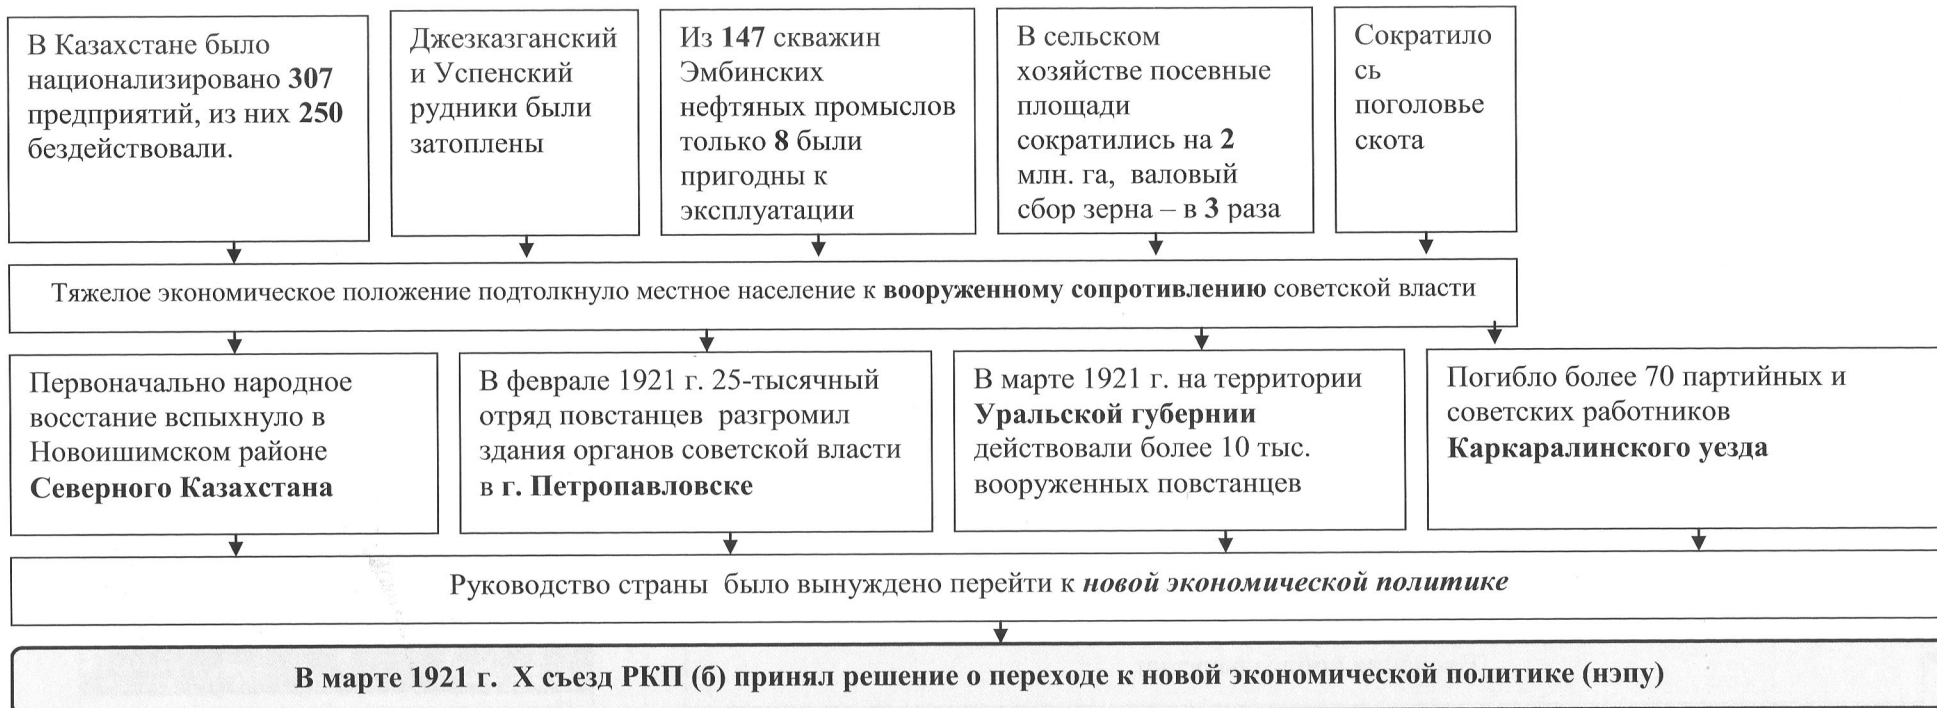 В Казахстане было
национализировано 307
предприятий, из них 250
бездействовали.
Джезказганский
и Успенский
рудники были
затоплены
Из 147 скважин
Эмбинских
нефтяных промыслов
только 8 были
пригодны к
эксплуатации
В сельском
хозяйстве посевные
площади
сократились на 2
млн. га, валовый
сбор зерна – в 3 раза
Сократило
сь
поголовье
скота
Тяжелое экономическое положение подтолкнуло местное население к вооруженному сопротивлению советской власти
Первоначально народное
восстание вспыхнуло в
Новоишимском районе
Северного Казахстана
В феврале 1921 г. 25-тысячный
отряд повстанцев разгромил
здания органов советской власти
в г. Петропавловске
В марте 1921 г. на территории
Уральской губернии
действовали более 10 тыс.
вооруженных повстанцев
Погибло более 70 партийных и
советских работников
Каркаралинского уезда
Руководство страны было вынуждено перейти к новой экономической политике
В марте 1921 г. X съезд РКП (б) принял решение о переходе к новой экономической политике (нэпу)